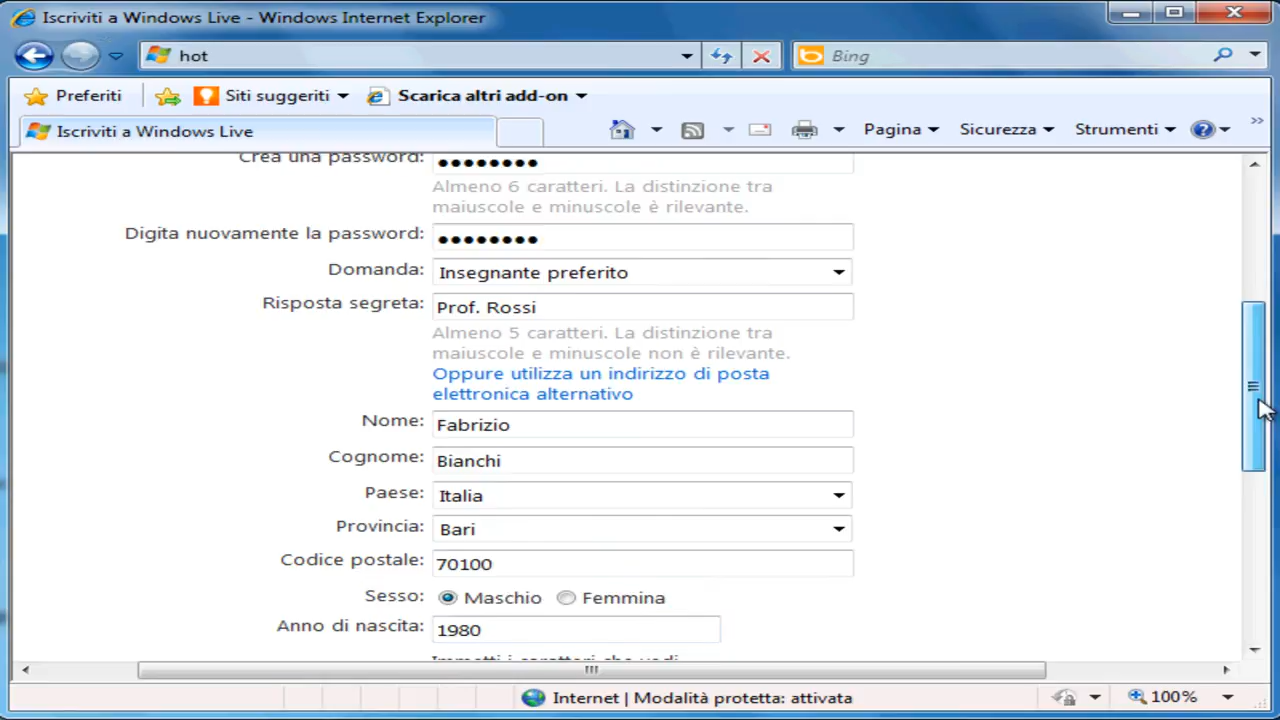 Iscriviti a Windows Live - Windows Internet Explorer
hot
Bing
Preferiti
Siti suggeriti
Scarica altri add-on
Iscriviti a Windows Live
Pagina
Sicurezza
Strumenti
»
Crea una password: ●●●●●●●●
Almeno 6 caratteri. La distinzione tra
maiuscole e minuscole è rilevante.
Digita nuovamente la password: ●●●●●●●●
Domanda: Insegnante preferito
Risposta segreta: Prof. Rossi
Almeno 5 caratteri. La distinzione tra
maiuscole e minuscole non è rilevante.
Oppure utilizza un indirizzo di posta
elettronica alternativo
Nome: Fabrizio
Cognome: Bianchi
Paese: Italia
Provincia: Bari
Codice postale: 70100
Sesso: Maschio Femmina
Anno di nascita: 1980
Immetti i caratteri che vedi
Internet | Modalità protetta: attivata
100%